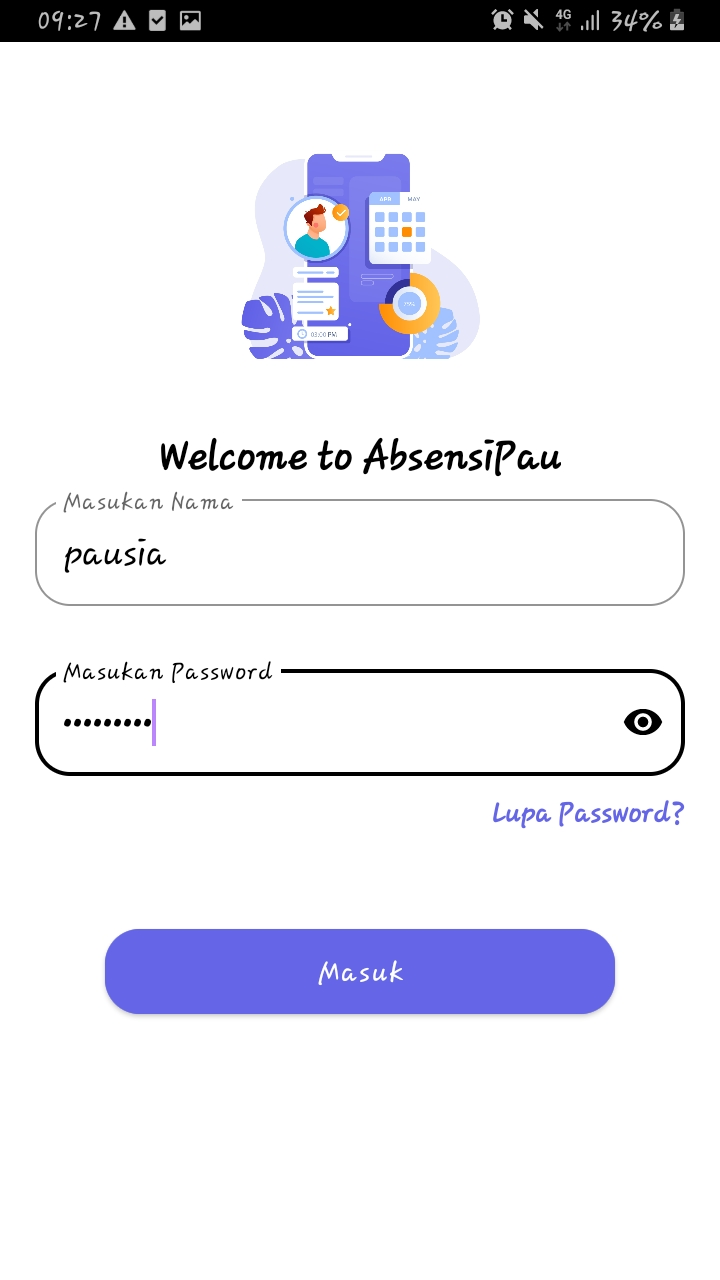 09:27 4G 34%
APR MAY
75%
03:00 PM
Welcome to AbsensiPau
Masukan Nama
pausia
Masukan Password
•••••••••
Lupa Password?
Masuk